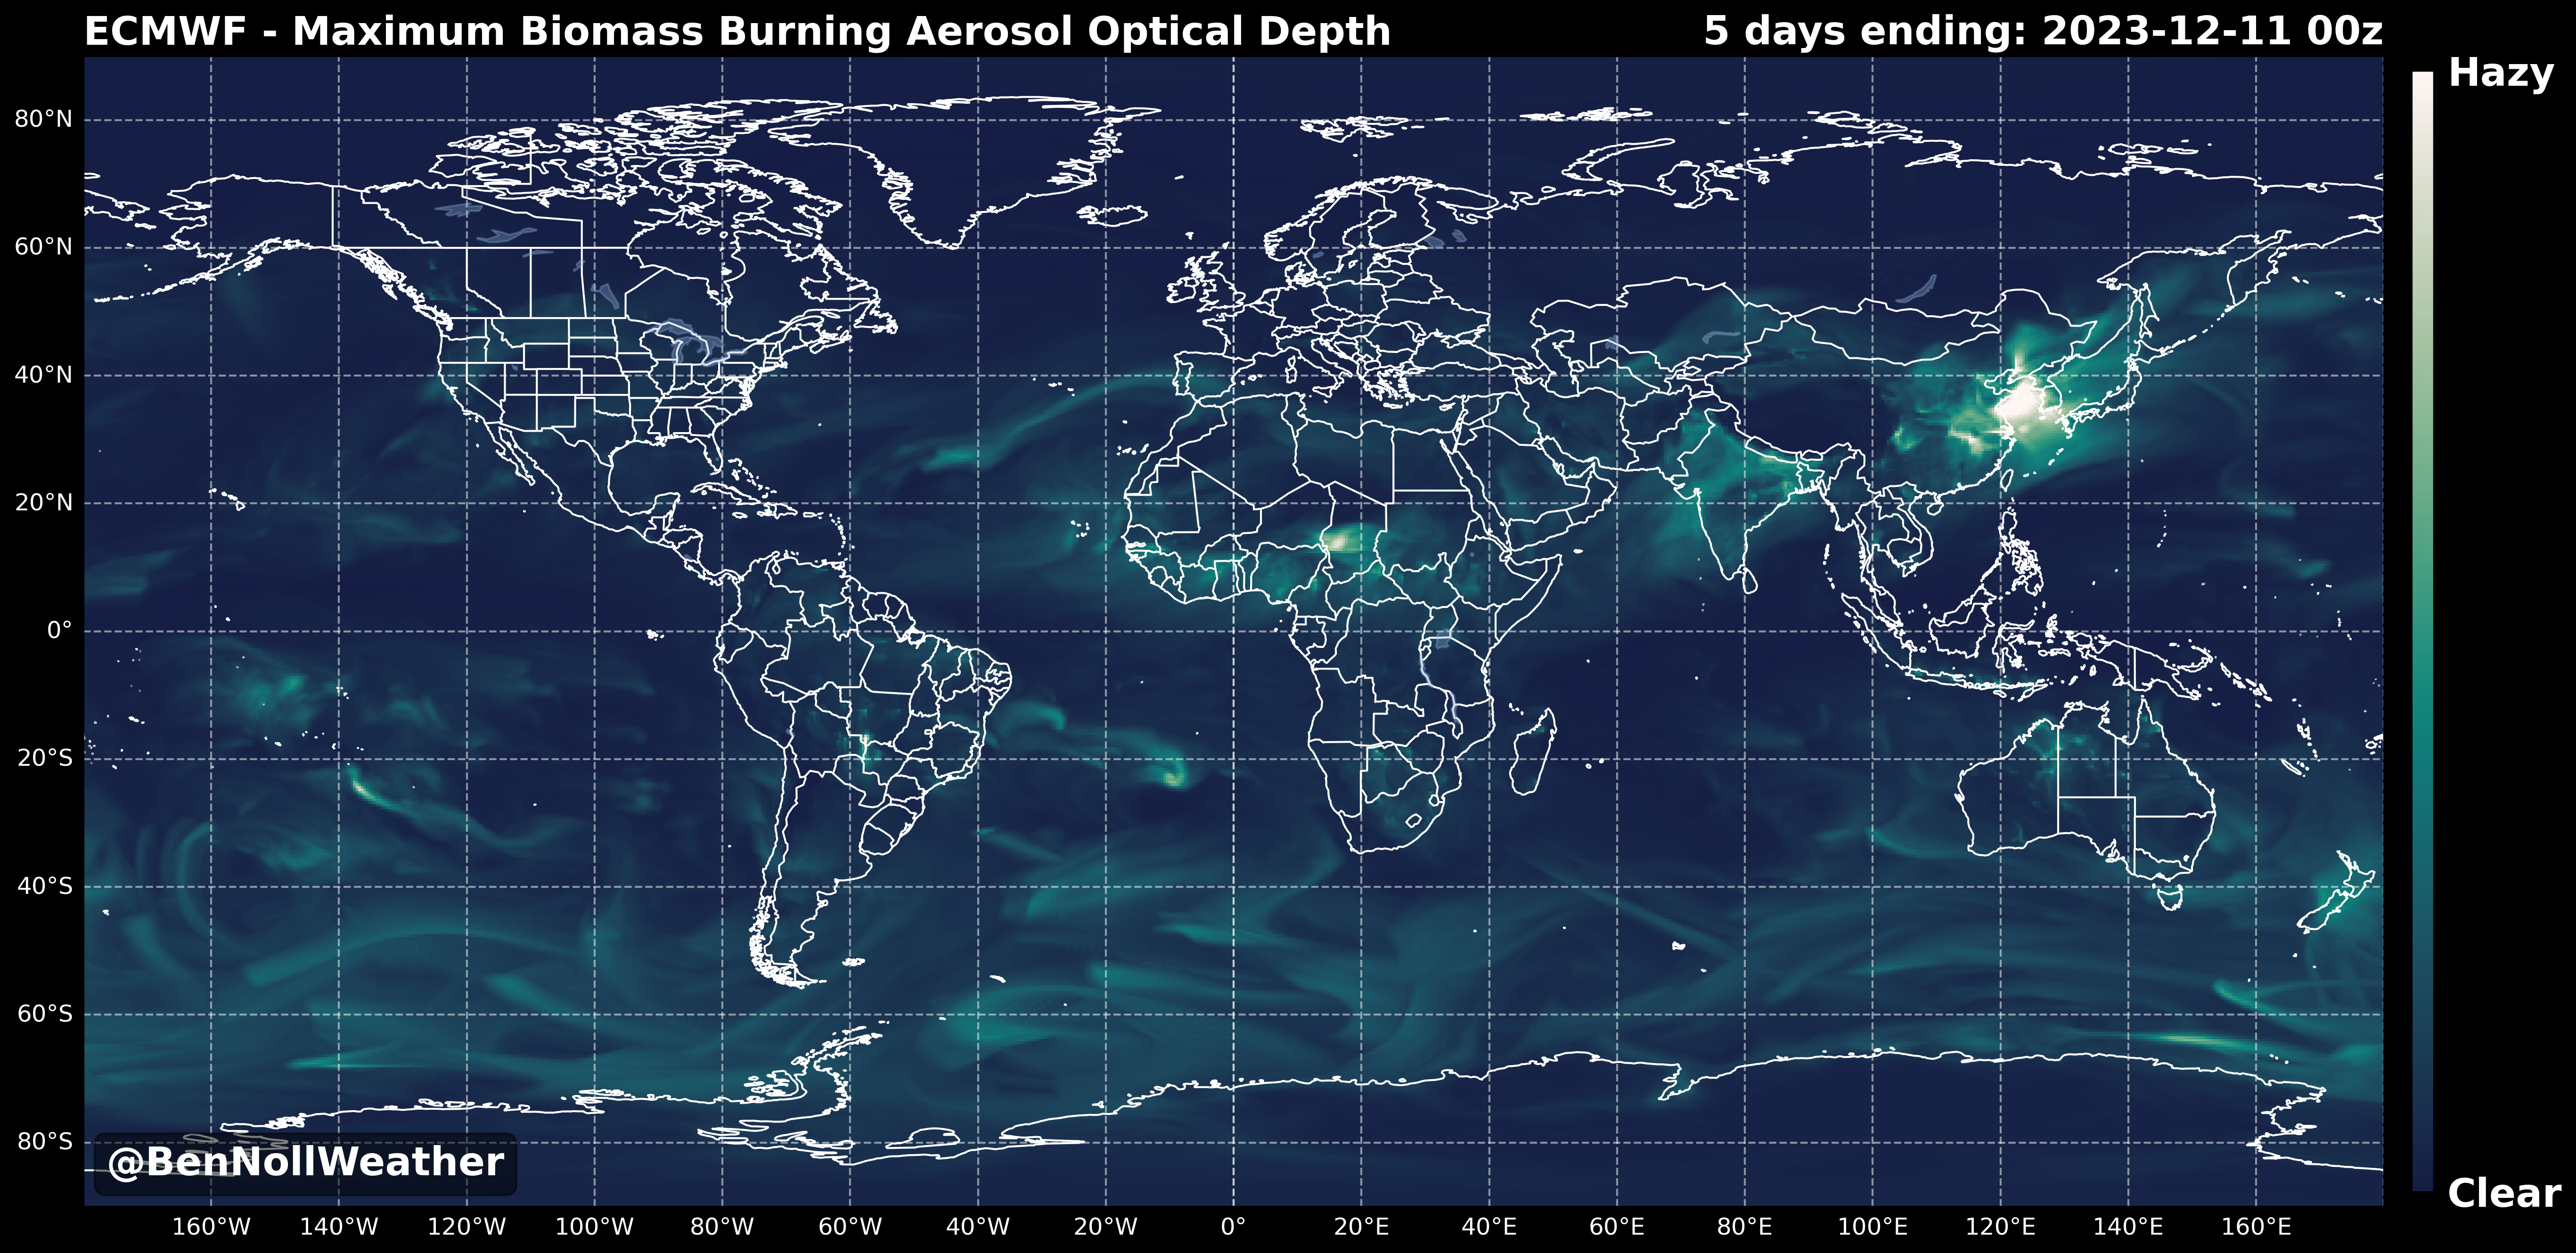 ECMWF - Maximum Biomass Burning Aerosol Optical Depth
5 days ending: 2023-12-11 00z
Hazy
80°N
60°N
40°N
20°N
0°
20°S
40°S
60°S
80°S
Clear
@BenNollWeather
160°W 140°W 120°W 100°W 80°W 60°W 40°W 20°W 0° 20°E 40°E 60°E 80°E 100°E 120°E 140°E 160°E